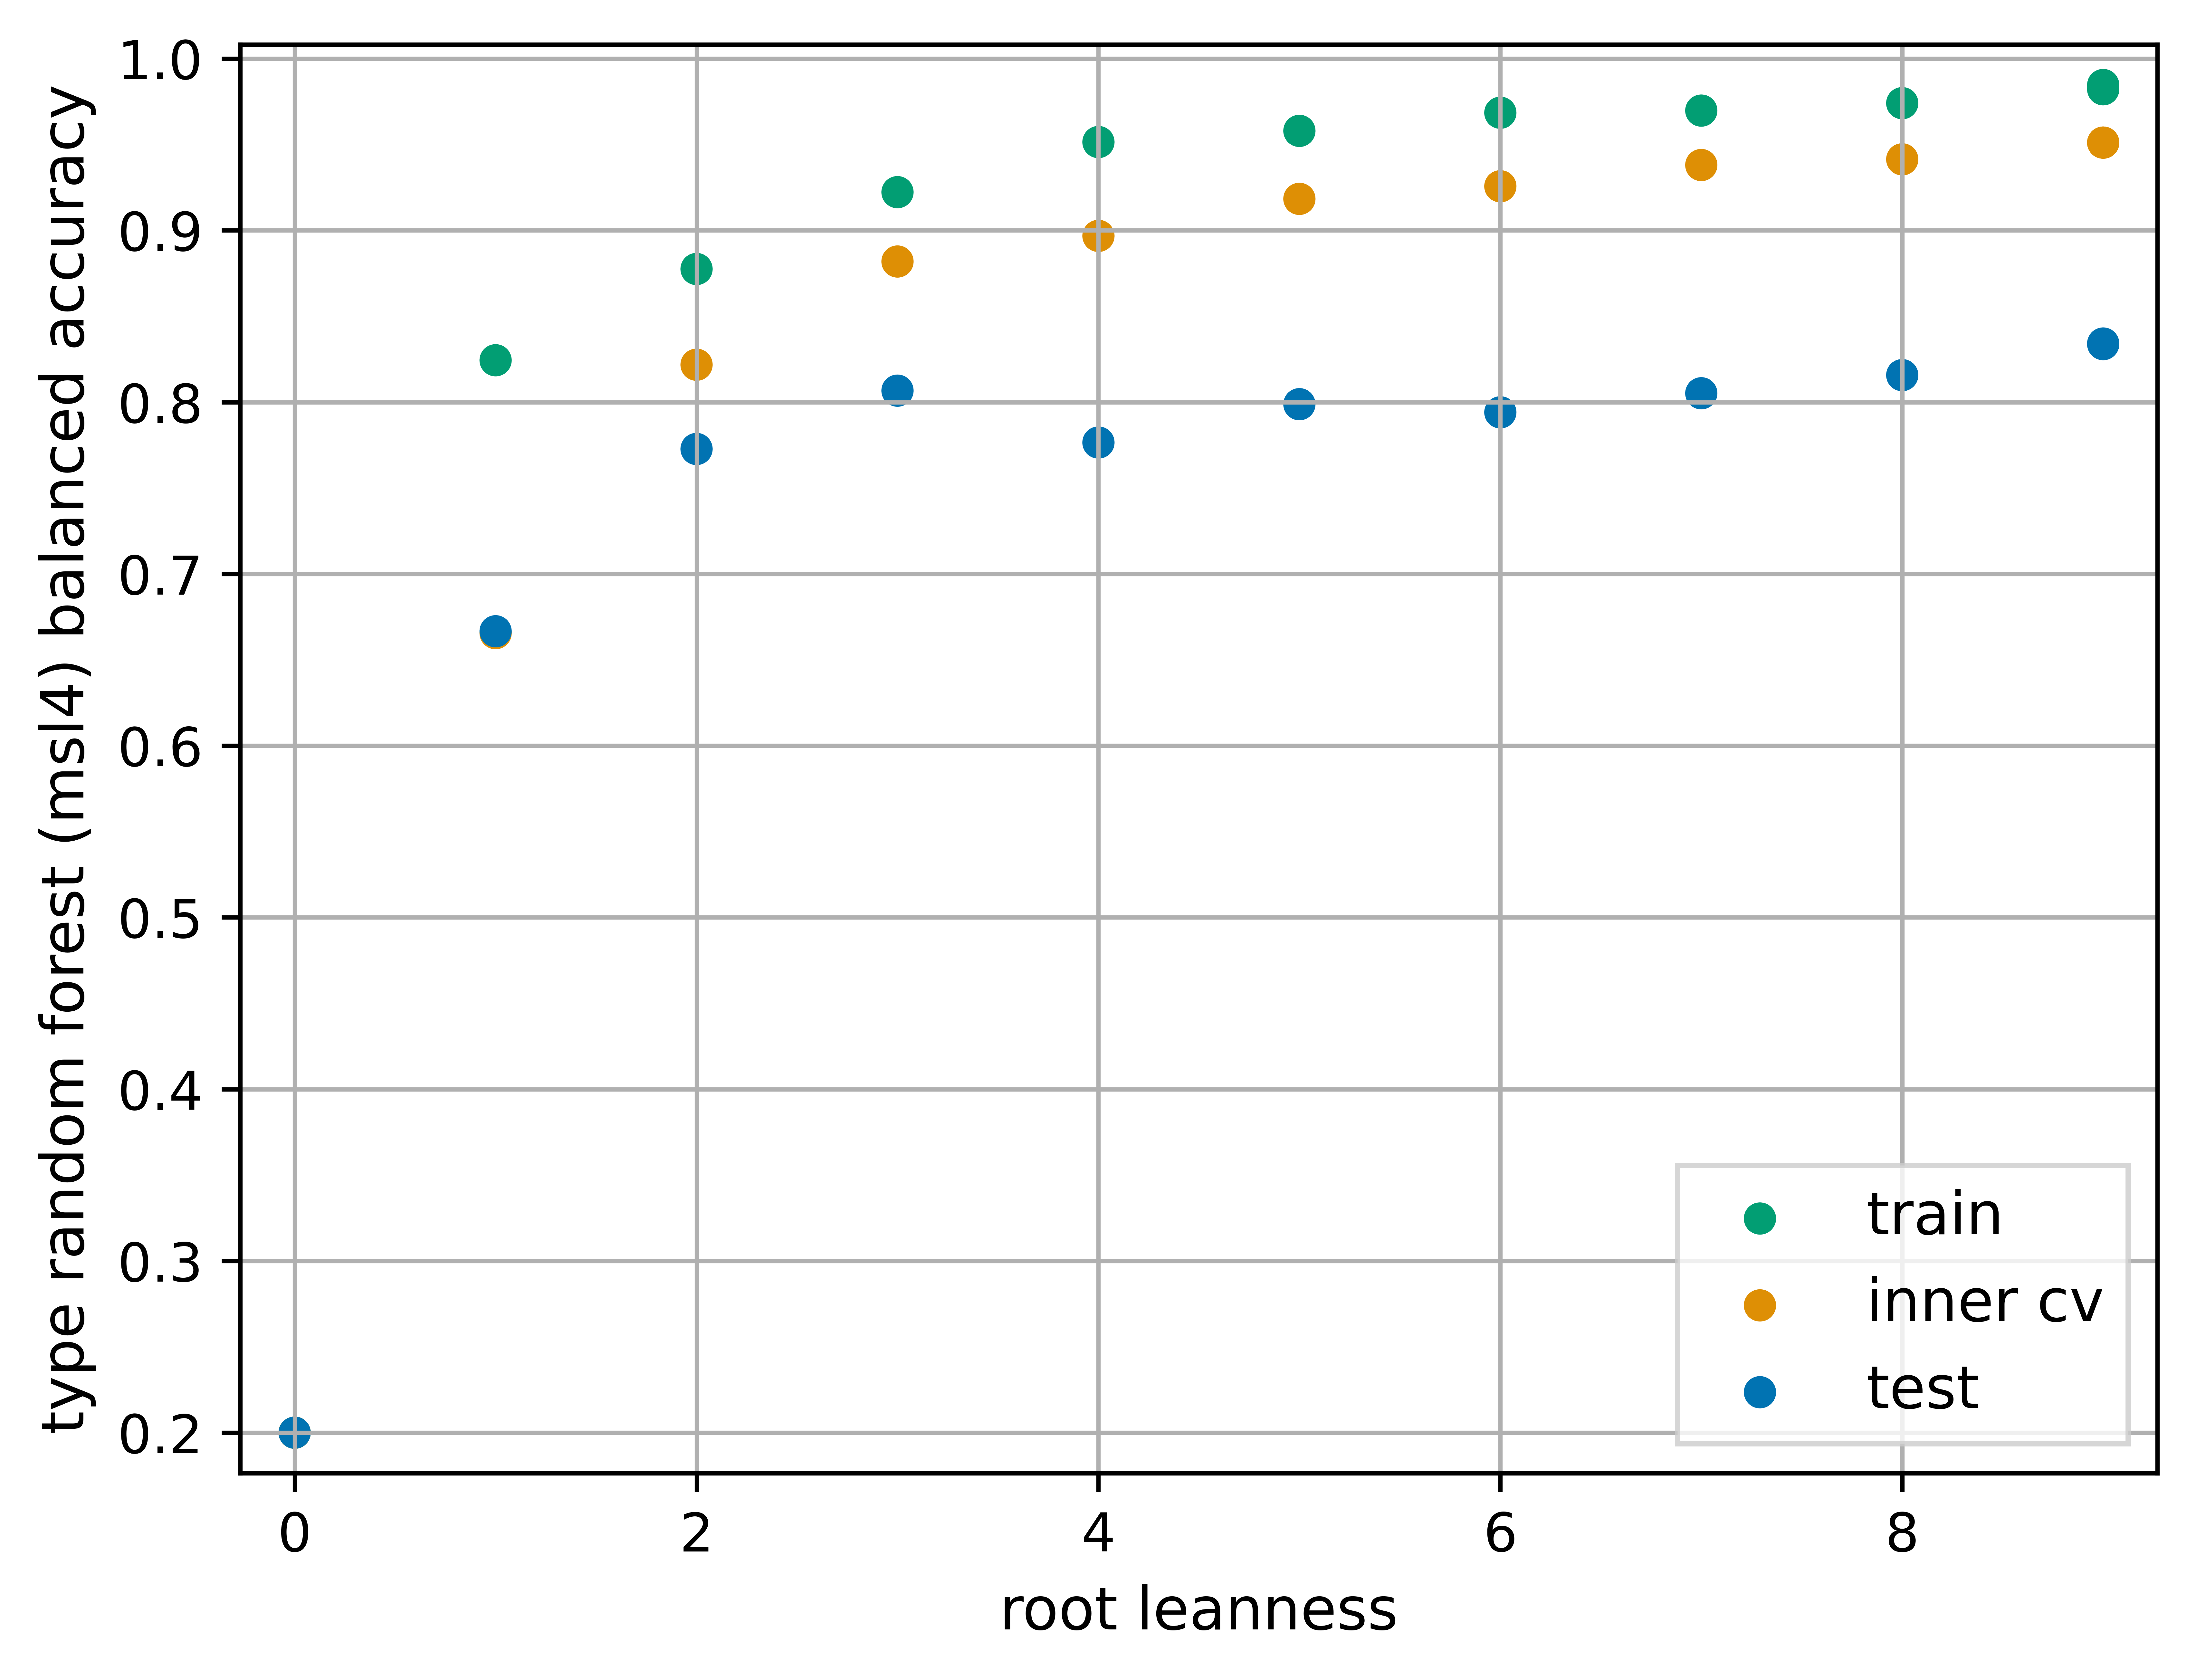 type random forest (msl4) balanced accuracy
1.0
0.9
0.8
0.7
0.6
0.5
0.4
0.3
0.2
train
inner cv
test
0 2 4 6 8
root leanness